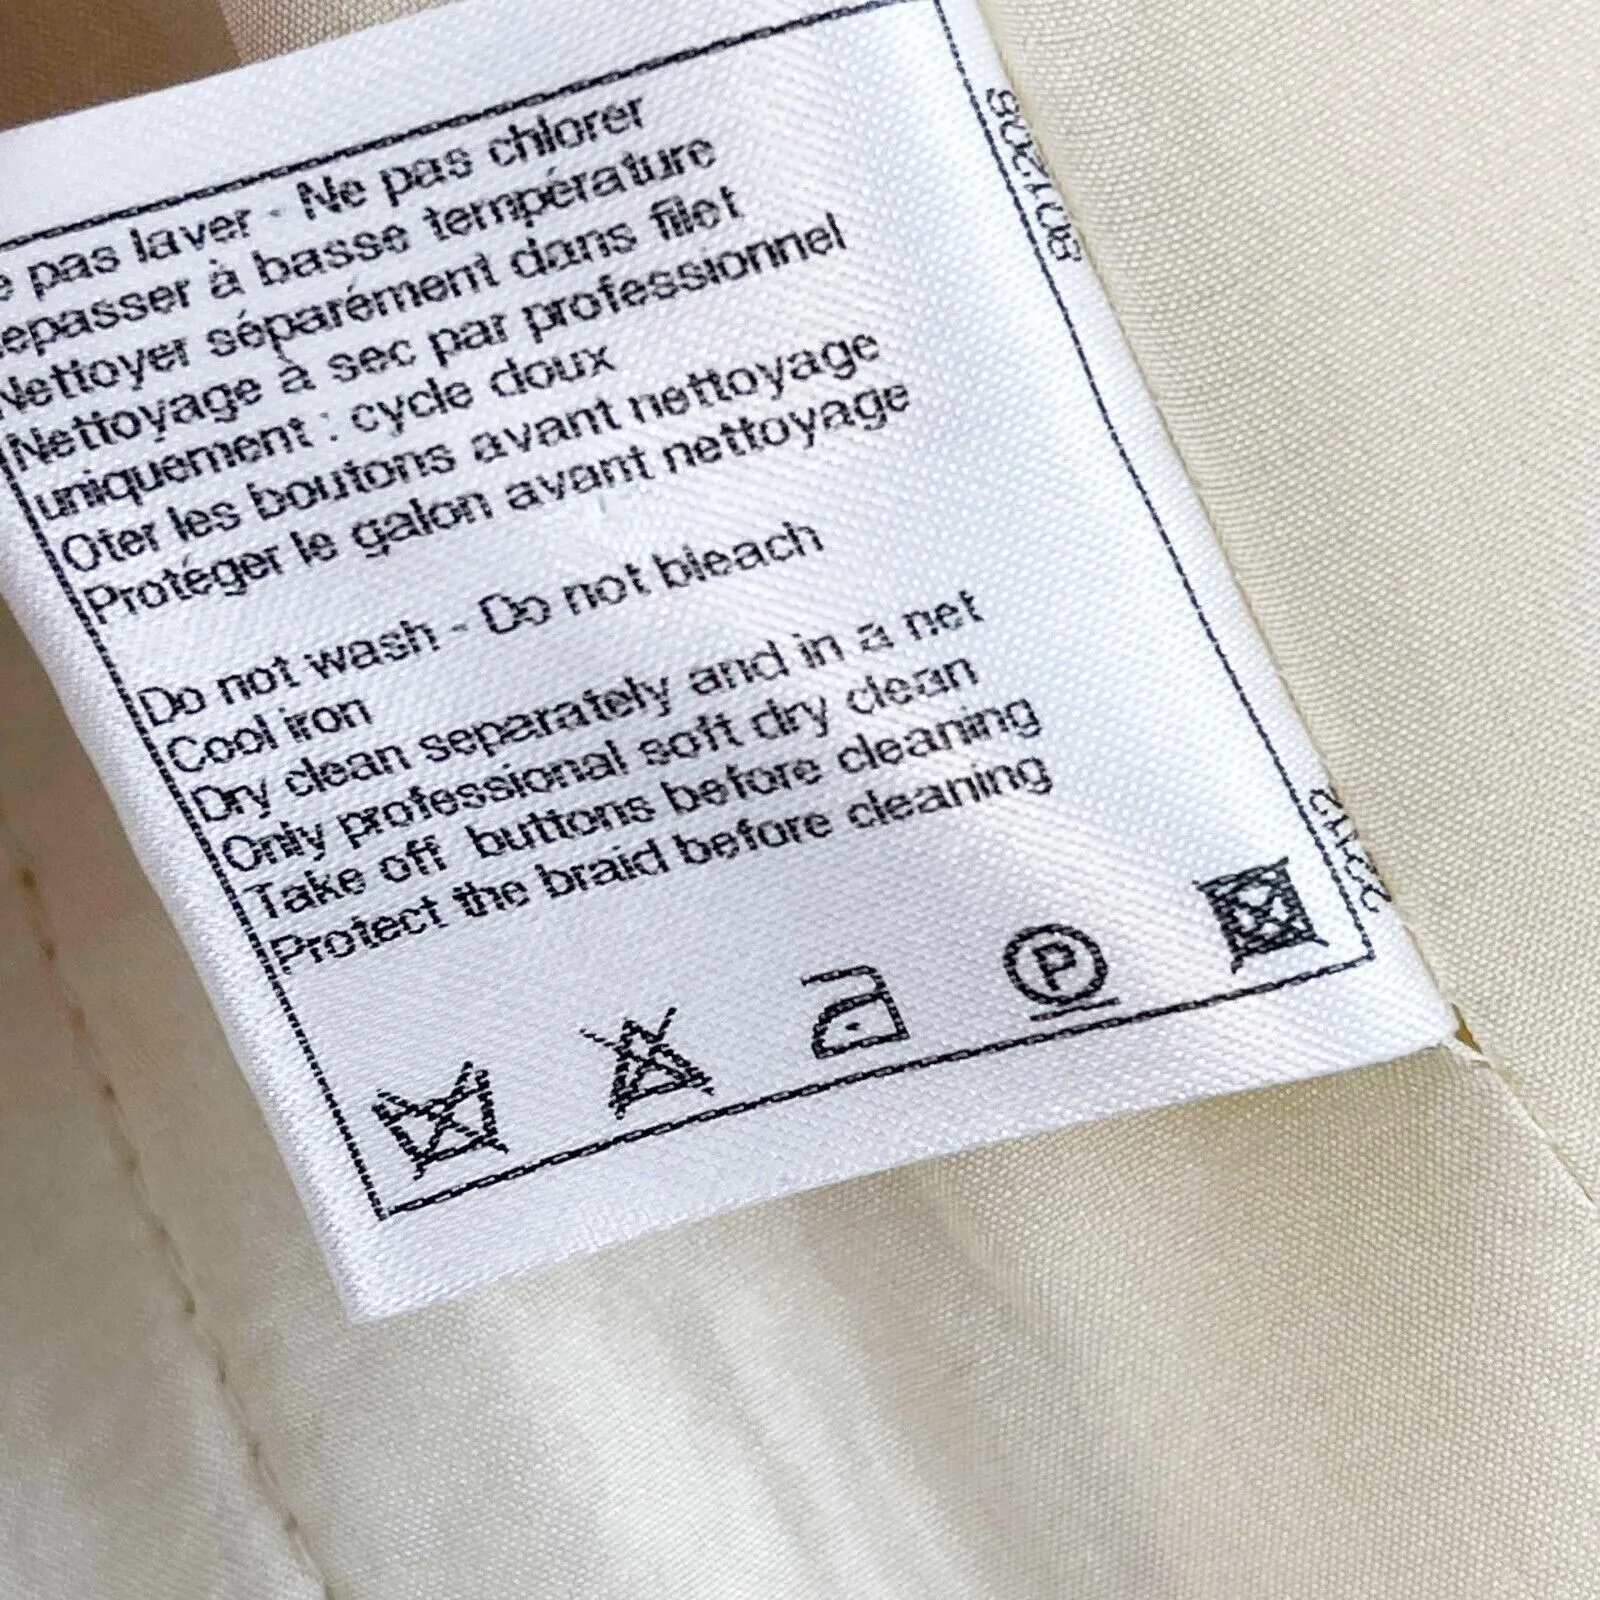 pas laver - Ne pas chlorer
epasser à basse température
Nettoyer séparément dans filet
Nettoyage à sec par professionnel
uniquement : cycle doux
Oter les boutons avant nettoyage
Protéger le galon avant nettoyage
Do not wash - Do not bleach
Cool iron
Dry clean separately and in a net
Only professional soft dry clean
Take off buttons before cleaning
Protect the braid before cleaning
P